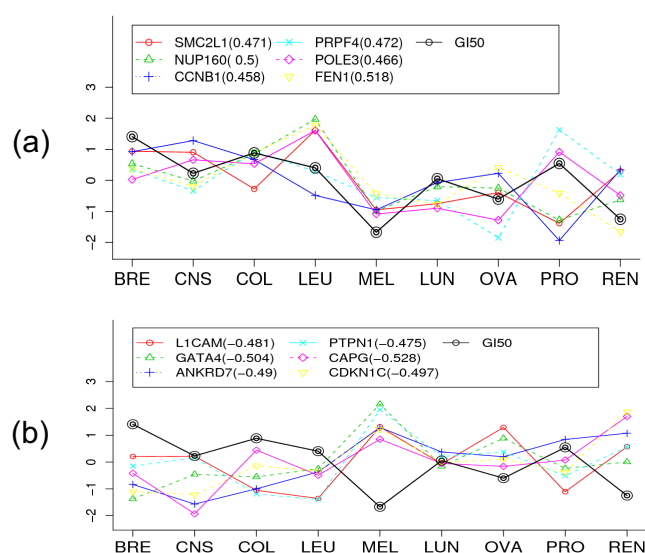 (a)
SMC2L1(0.471) PRPF4(0.472) GI50
NUP160( 0.5) POLE3(0.466)
CCNB1(0.458) FEN1(0.518)
3
2
1
0
−1
−2
BRE CNS COL LEU MEL LUN OVA PRO REN
(b)
L1CAM(−0.481) PTPN1(−0.475) GI50
GATA4(−0.504) CAPG(−0.528)
ANKRD7(−0.49) CDKN1C(−0.497)
3
2
1
0
−1
−2
BRE CNS COL LEU MEL LUN OVA PRO REN